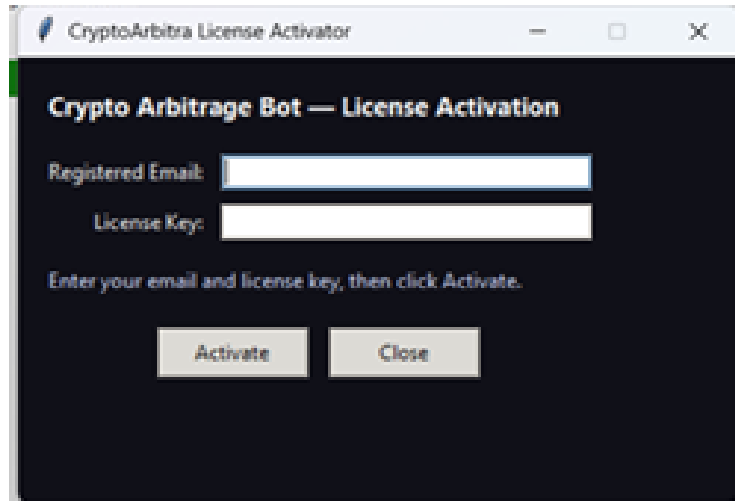 CryptoArbitra License Activator
Crypto Arbitrage Bot — License Activation
Registered Email:
License Key:
Enter your email and license key, then click Activate.
Activate Close